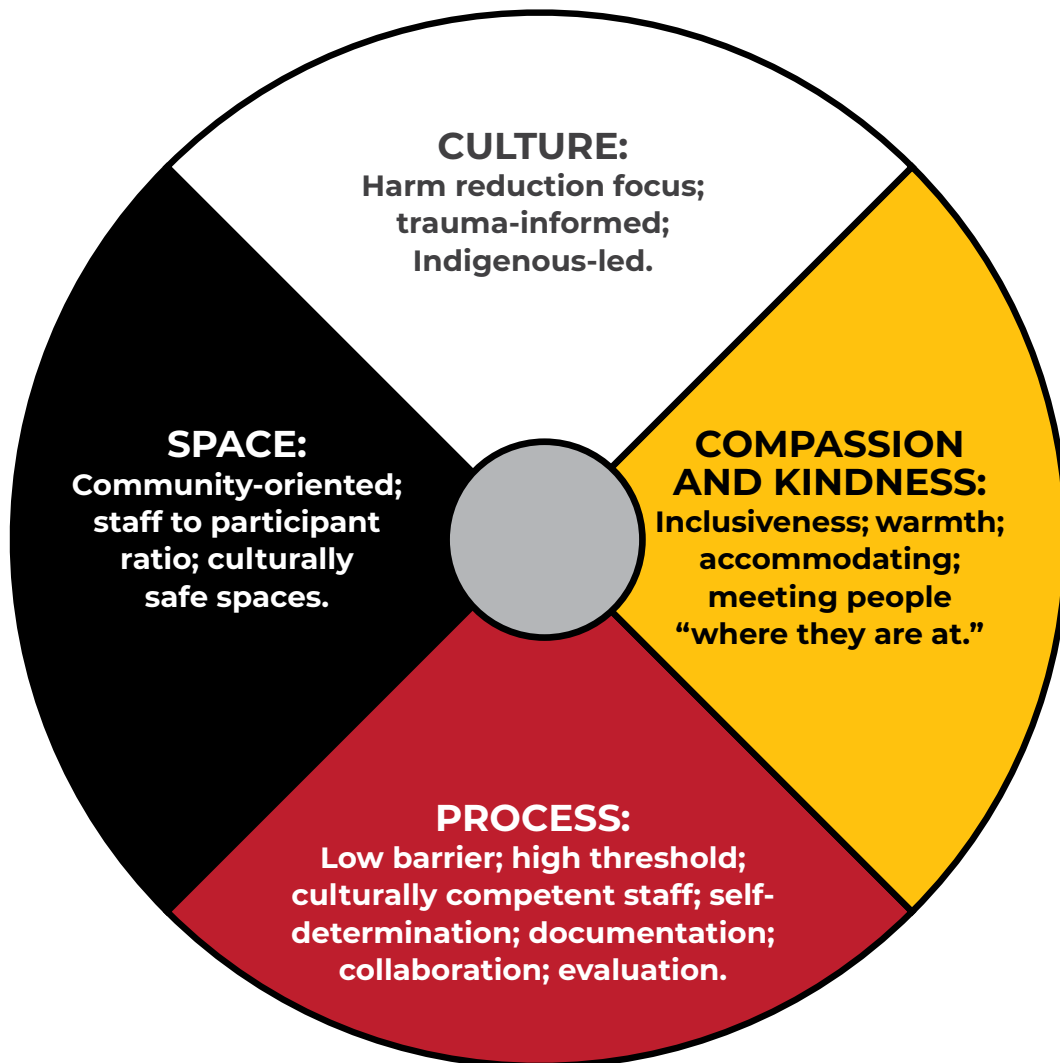 CULTURE:
Harm reduction focus;
trauma-informed;
Indigenous-led.
SPACE:
Community-oriented;
staff to participant
ratio; culturally
safe spaces.
COMPASSION
AND KINDNESS:
Inclusiveness; warmth;
accommodating;
meeting people
“where they are at.”
PROCESS:
Low barrier; high threshold;
culturally competent staff; self-
determination; documentation;
collaboration; evaluation.